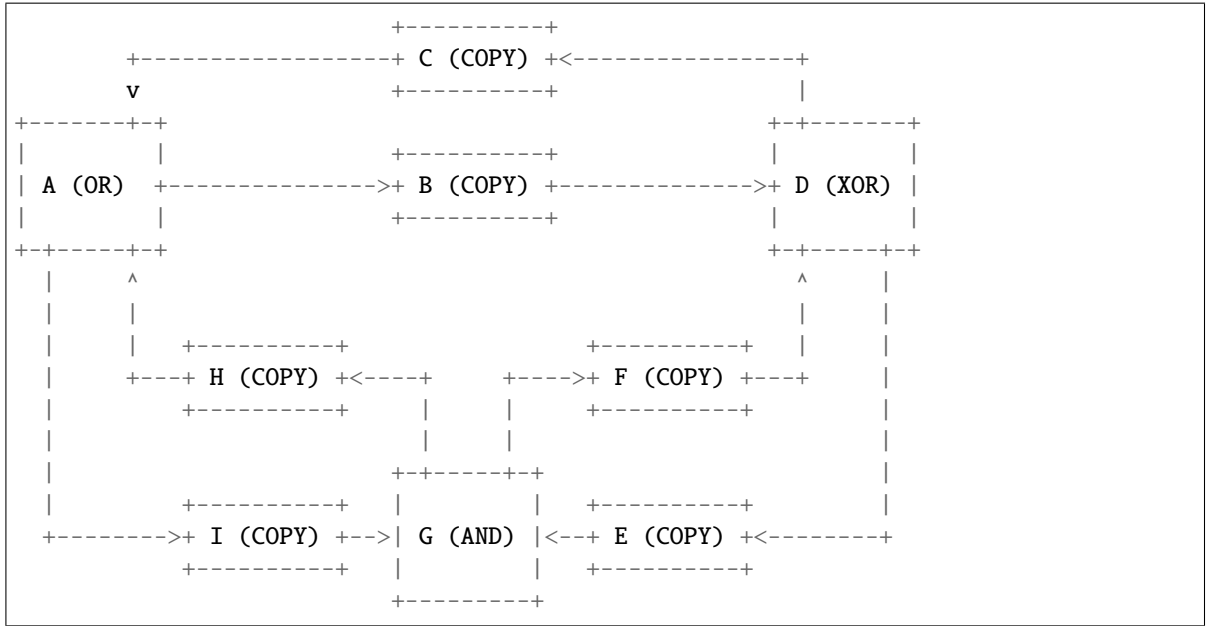 C (COPY)
v
A (OR)
B (COPY)
D (XOR)
^
^
H (COPY)
F (COPY)
I (COPY)
G (AND)
E (COPY)